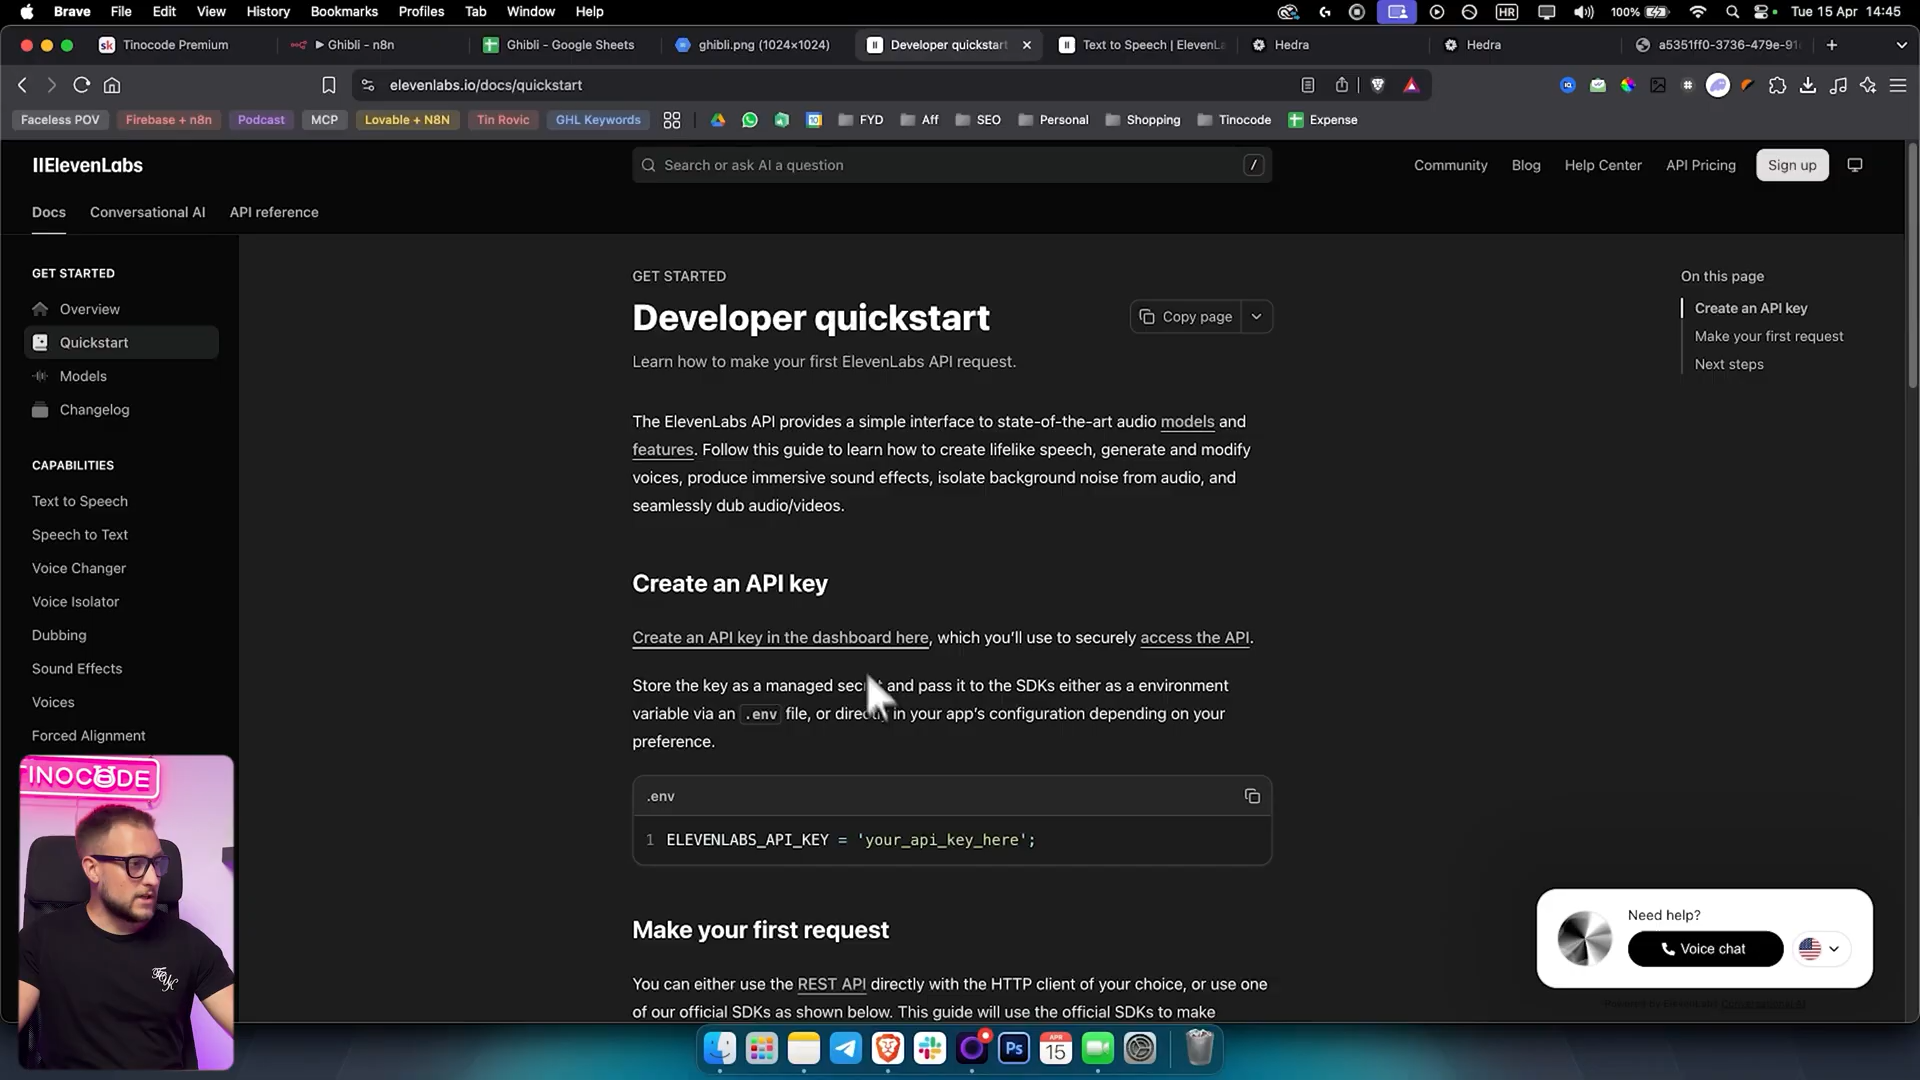 Brave File Edit View History Bookmarks Profiles Tab Window Help HR 100% Tue 15 Apr 14:45
sk Tinocode Premium ▶ Ghibli - n8n Ghibli - Google Sheets ghibli.png (1024×1024) Developer quickstart Text to Speech | ElevenLa Hedra Hedra a5351ff0-3736-479e-91
elevenlabs.io/docs/quickstart
Faceless POV Firebase + n8n Podcast MCP Lovable + N8N Tin Rovic GHL Keywords FYD Aff SEO Personal Shopping Tinocode Expense
IIElevenLabs Search or ask AI a question / Community Blog Help Center API Pricing Sign up
Docs Conversational AI API reference
GET STARTED
Overview
Quickstart
Models
Changelog
CAPABILITIES
Text to Speech
Speech to Text
Voice Changer
Voice Isolator
Dubbing
Sound Effects
Voices
Forced Alignment
GET STARTED
Developer quickstart
Copy page
Learn how to make your first ElevenLabs API request.
The ElevenLabs API provides a simple interface to state-of-the-art audio models and
features. Follow this guide to learn how to create lifelike speech, generate and modify
voices, produce immersive sound effects, isolate background noise from audio, and
seamlessly dub audio/videos.
Create an API key
Create an API key in the dashboard here, which you'll use to securely access the API.
Store the key as a managed secret and pass it to the SDKs either as a environment
variable via an .env file, or directly in your app's configuration depending on your
preference.
.env
1 ELEVENLABS_API_KEY = 'your_api_key_here';
Make your first request
You can either use the REST API directly with the HTTP client of your choice, or use one
of our official SDKs as shown below. This guide will use the official SDKs to make
On this page
Create an API key
Make your first request
Next steps
Need help?
Voice chat
Powered by ElevenLabs Conversational AI
TINOCODE
Ps
APR
15